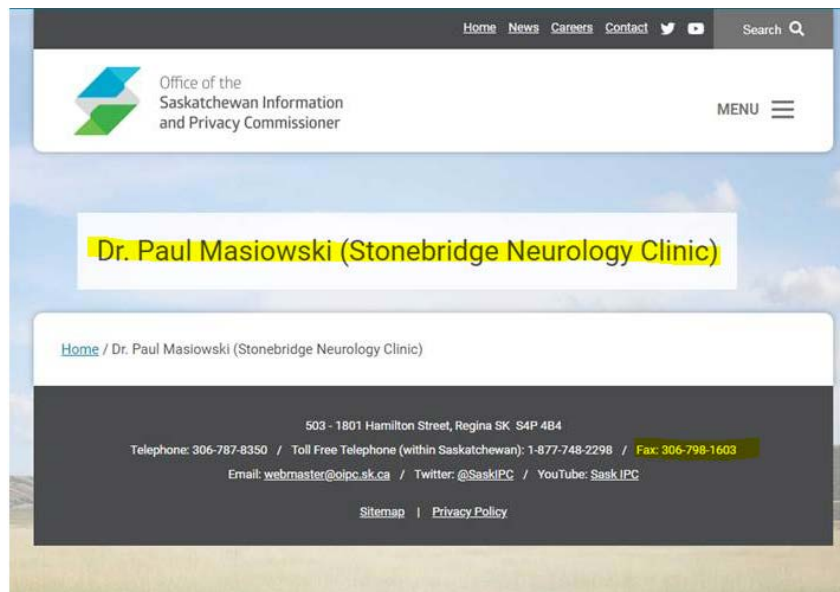 Home News Careers Contact Search
Office of the
Saskatchewan Information
and Privacy Commissioner
MENU
Dr. Paul Masiowski (Stonebridge Neurology Clinic)
Home / Dr. Paul Masiowski (Stonebridge Neurology Clinic)
503 - 1801 Hamilton Street, Regina SK S4P 4B4
Telephone: 306-787-8350 / Toll Free Telephone (within Saskatchewan): 1-877-748-2298 / Fax: 306-798-1603
Email: webmaster@oipc.sk.ca / Twitter: @SaskIPC / YouTube: Sask IPC
Sitemap | Privacy Policy